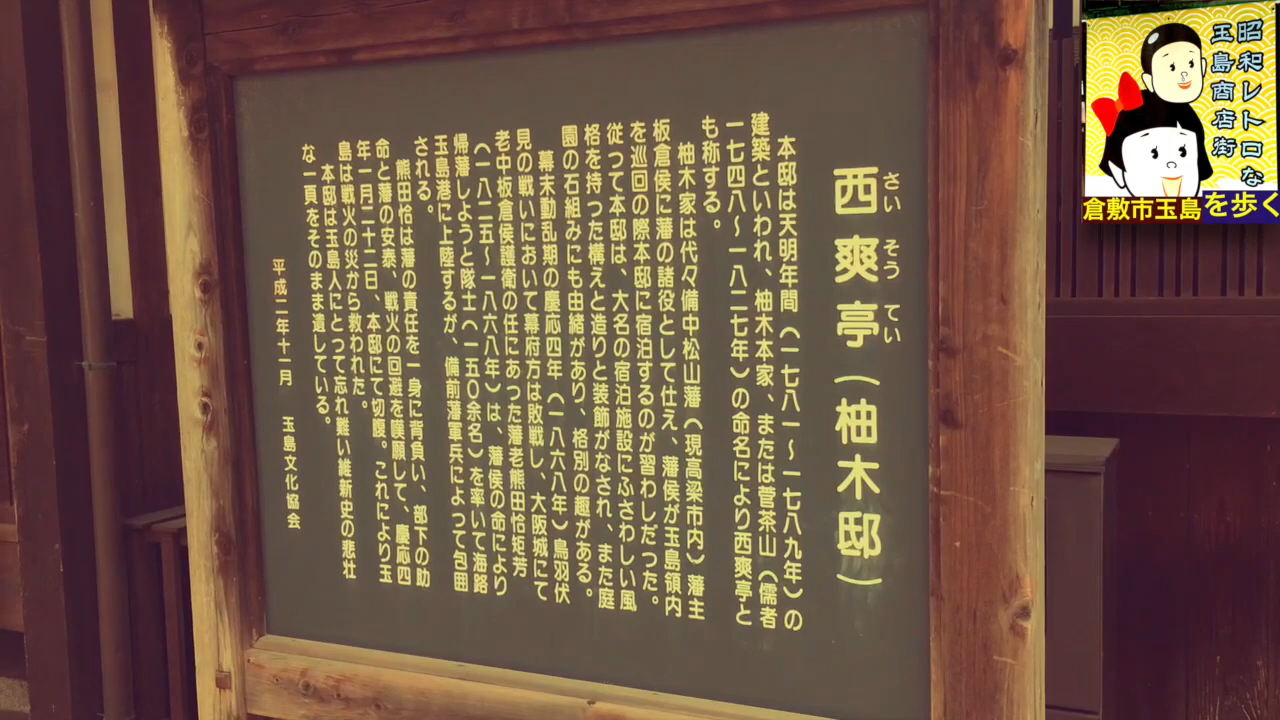 西爽亭（柚木邸）
さいそうてい
本邸は天明年間（一七八一〜一七八九年）の
建築といわれ、柚木本家、または菅茶山（儒者
一七四八〜一八二七年）の命名により西爽亭と
も称する。
柚木家は代々備中松山藩（現高梁市内）藩主
板倉侯に藩の諸役として仕え、藩侯が玉島領内
を巡回の際本邸に宿泊するのが習わしだった。
従つて本邸は、大名の宿泊施設にふさわしい風
格を持った構えと造りと装飾がなされ、また庭
園の石組みにも由緒があり、格別の趣がある。
幕末動乱期の慶応四年（一八六八年）鳥羽伏
見の戦いにおいて幕府方は敗戦し、大阪城にて
老中板倉侯護衛の任にあった藩老熊田恰矩芳
（一八二五〜一八六八年）は、藩侯の命により
帰藩しようと隊士（一五０余名）を率いて海路
玉島港に上陸するが、備前藩軍兵によって包囲
される。
熊田恰は藩の責任を一身に背負い、部下の助
命と藩の安泰、戦火の回避を嘆願して、慶応四
年一月二十二日、本邸にて切腹。これにより玉
島は戦火の災から救われた。
本邸は玉島人にとって忘れ難い維新史の悲壮
な一頁をそのまま遺している。
平成二年十一月　玉島文化協会
昭和レトロな
玉島商店街
倉敷市玉島を歩く